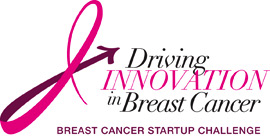 Driving
INNOVATION
in Breast Cancer
BREAST CANCER STARTUP CHALLENGE